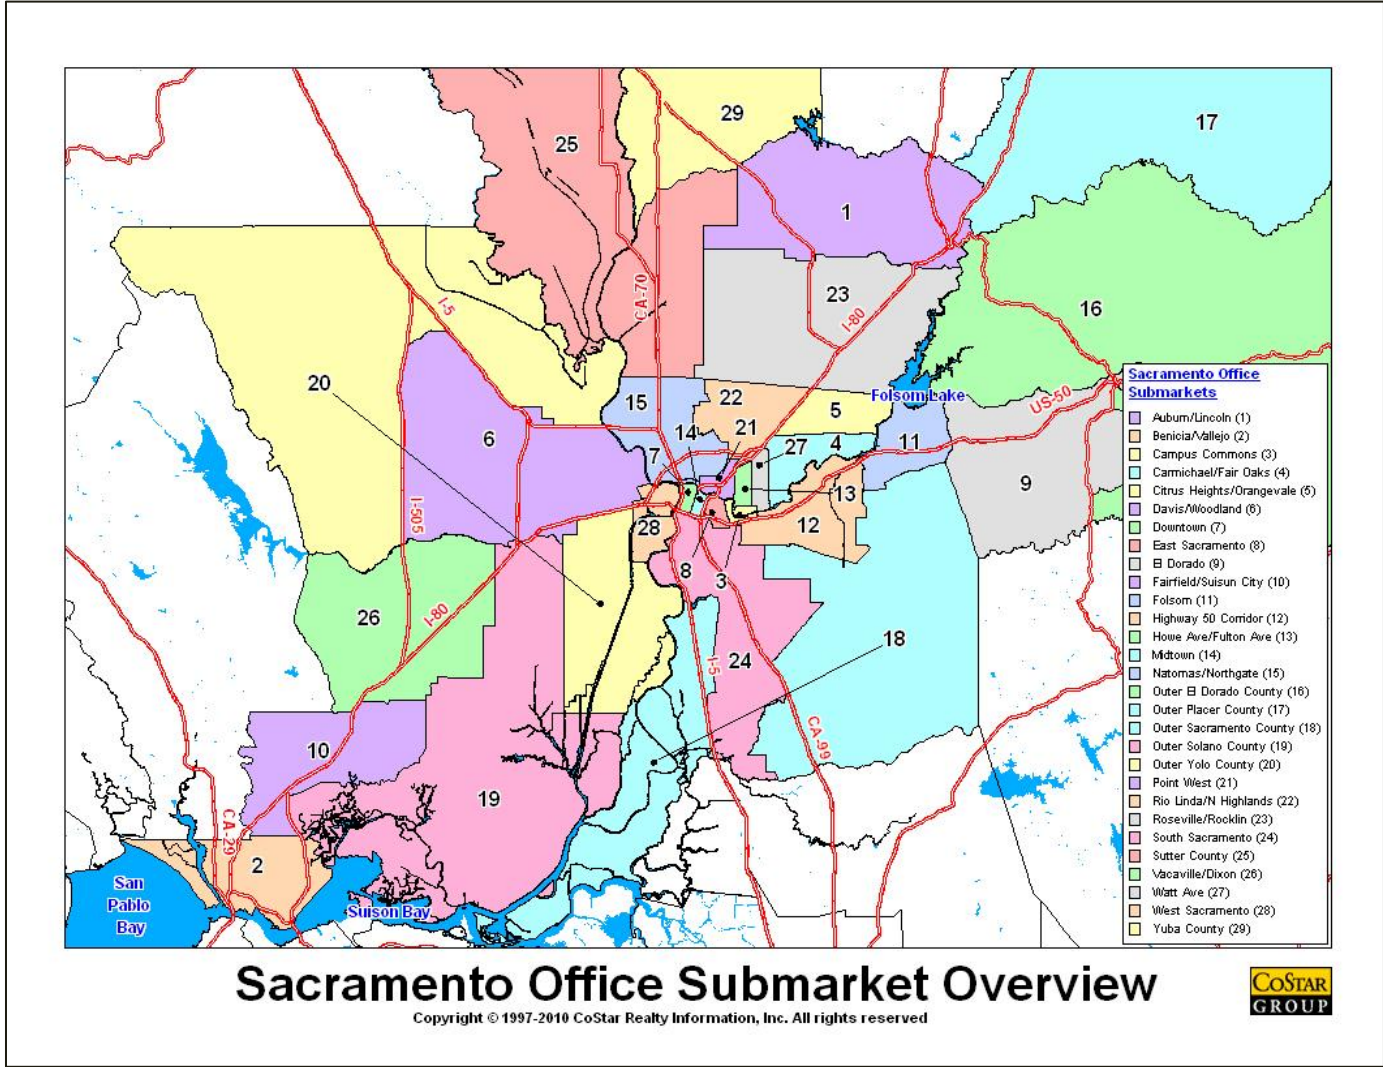 29
17
25
1
23
I-5
CA-70
I-80
16
20
Folsom Lake
US-50
15
22
5
21
14
27
4
11
6
7
9
13
I-505
28
12
8
3
26
I-80
18
I-5
24
CA-99
10
19
CA-29
2
San
Pablo
Bay
Suison Bay
Sacramento Office
Submarkets
Auburn/Lincoln (1)
Benicia/Vallejo (2)
Campus Commons (3)
Carmichael/Fair Oaks (4)
Citrus Heights/Orangevale (5)
Davis/Woodland (6)
Downtown (7)
East Sacramento (8)
El Dorado (9)
Fairfield/Suisun City (10)
Folsom (11)
Highway 50 Corridor (12)
Howe Ave/Fulton Ave (13)
Midtown (14)
Natomas/Northgate (15)
Outer El Dorado County (16)
Outer Placer County (17)
Outer Sacramento County (18)
Outer Solano County (19)
Outer Yolo County (20)
Point West (21)
Rio Linda/N Highlands (22)
Roseville/Rocklin (23)
South Sacramento (24)
Sutter County (25)
Vacaville/Dixon (26)
Watt Ave (27)
West Sacramento (28)
Yuba County (29)
Sacramento Office Submarket Overview
Copyright © 1997-2010 CoStar Realty Information, Inc. All rights reserved
COSTAR
GROUP